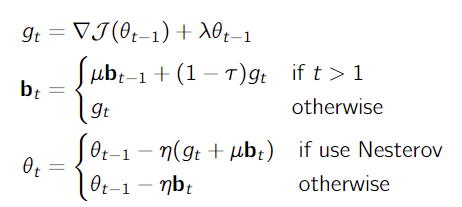 g_t = ∇𝒥(θ_{t−1}) + λθ_{t−1}
b_t = { μb_{t−1} + (1 − τ)g_t if t > 1
g_t otherwise
θ_t = { θ_{t−1} − η(g_t + μb_t) if use Nesterov
θ_{t−1} − ηb_t otherwise